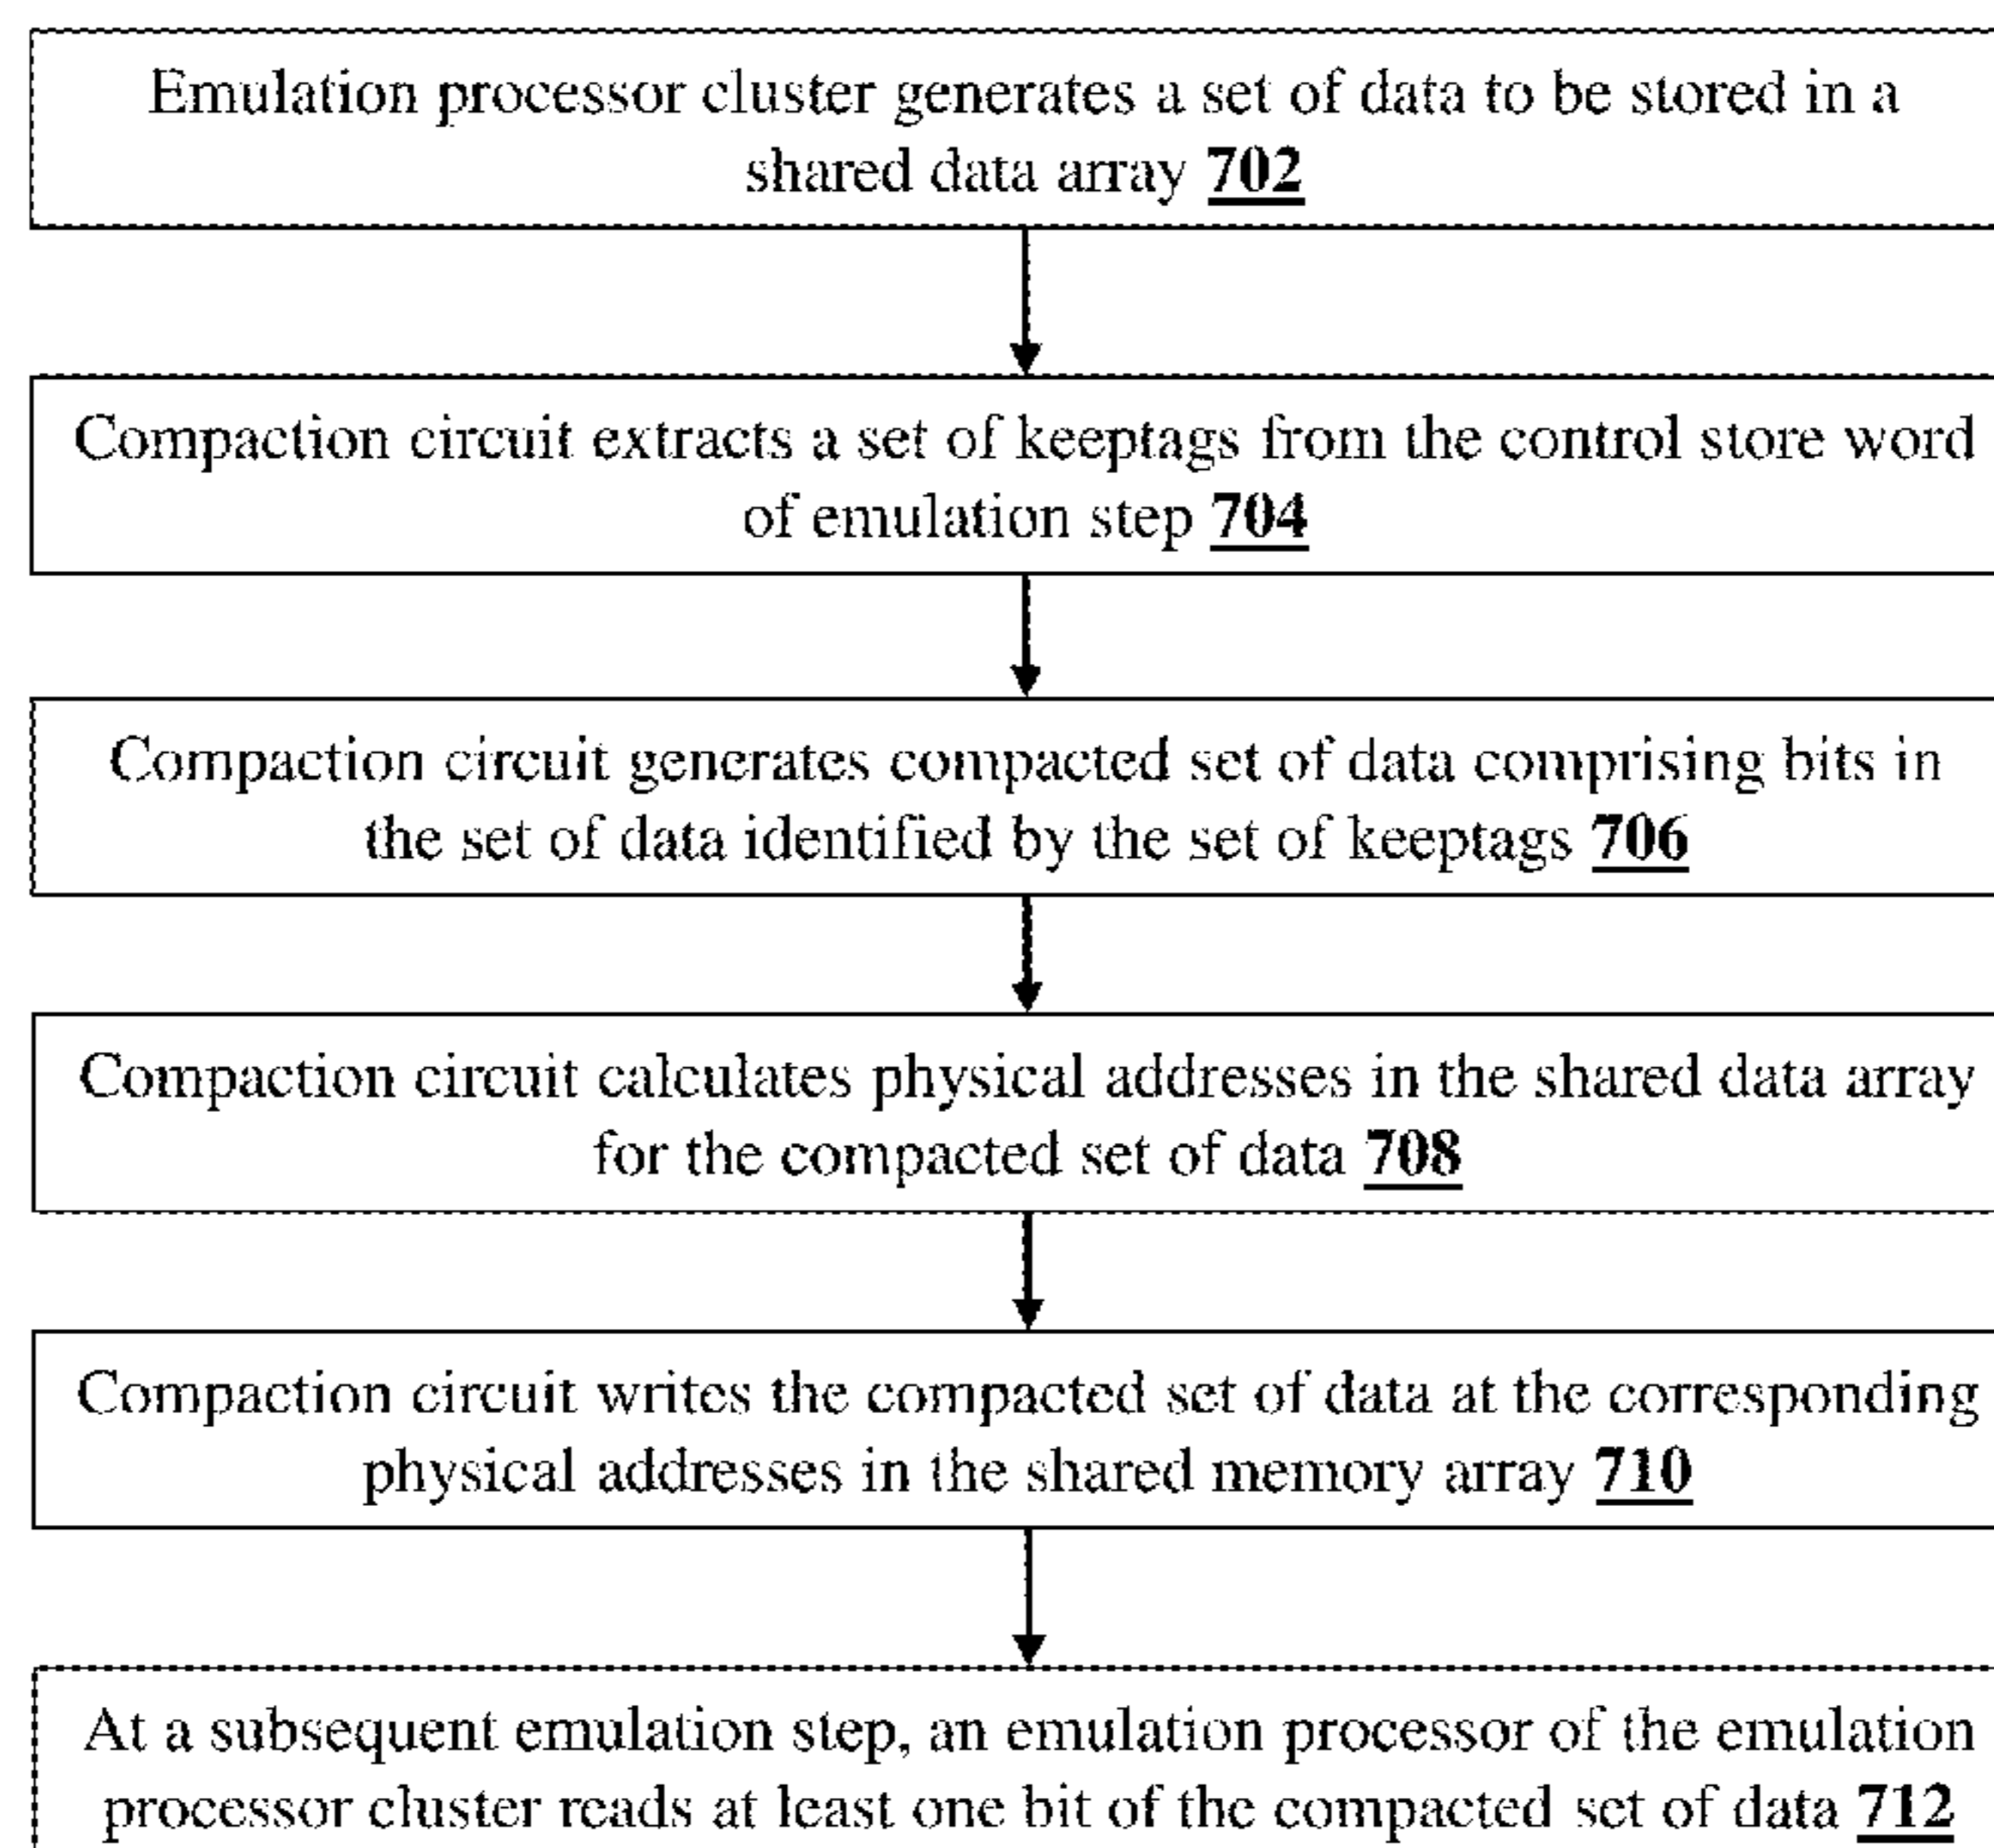 Emulation processor cluster generates a set of data to be stored in a
shared data array 702
Compaction circuit extracts a set of keeptags from the control store word
of emulation step 704
Compaction circuit generates compacted set of data comprising bits in
the set of data identified by the set of keeptags 706
Compaction circuit calculates physical addresses in the shared data array
for the compacted set of data 708
Compaction circuit writes the compacted set of data at the corresponding
physical addresses in the shared memory array 710
At a subsequent emulation step, an emulation processor of the emulation
processor cluster reads at least one bit of the compacted set of data 712